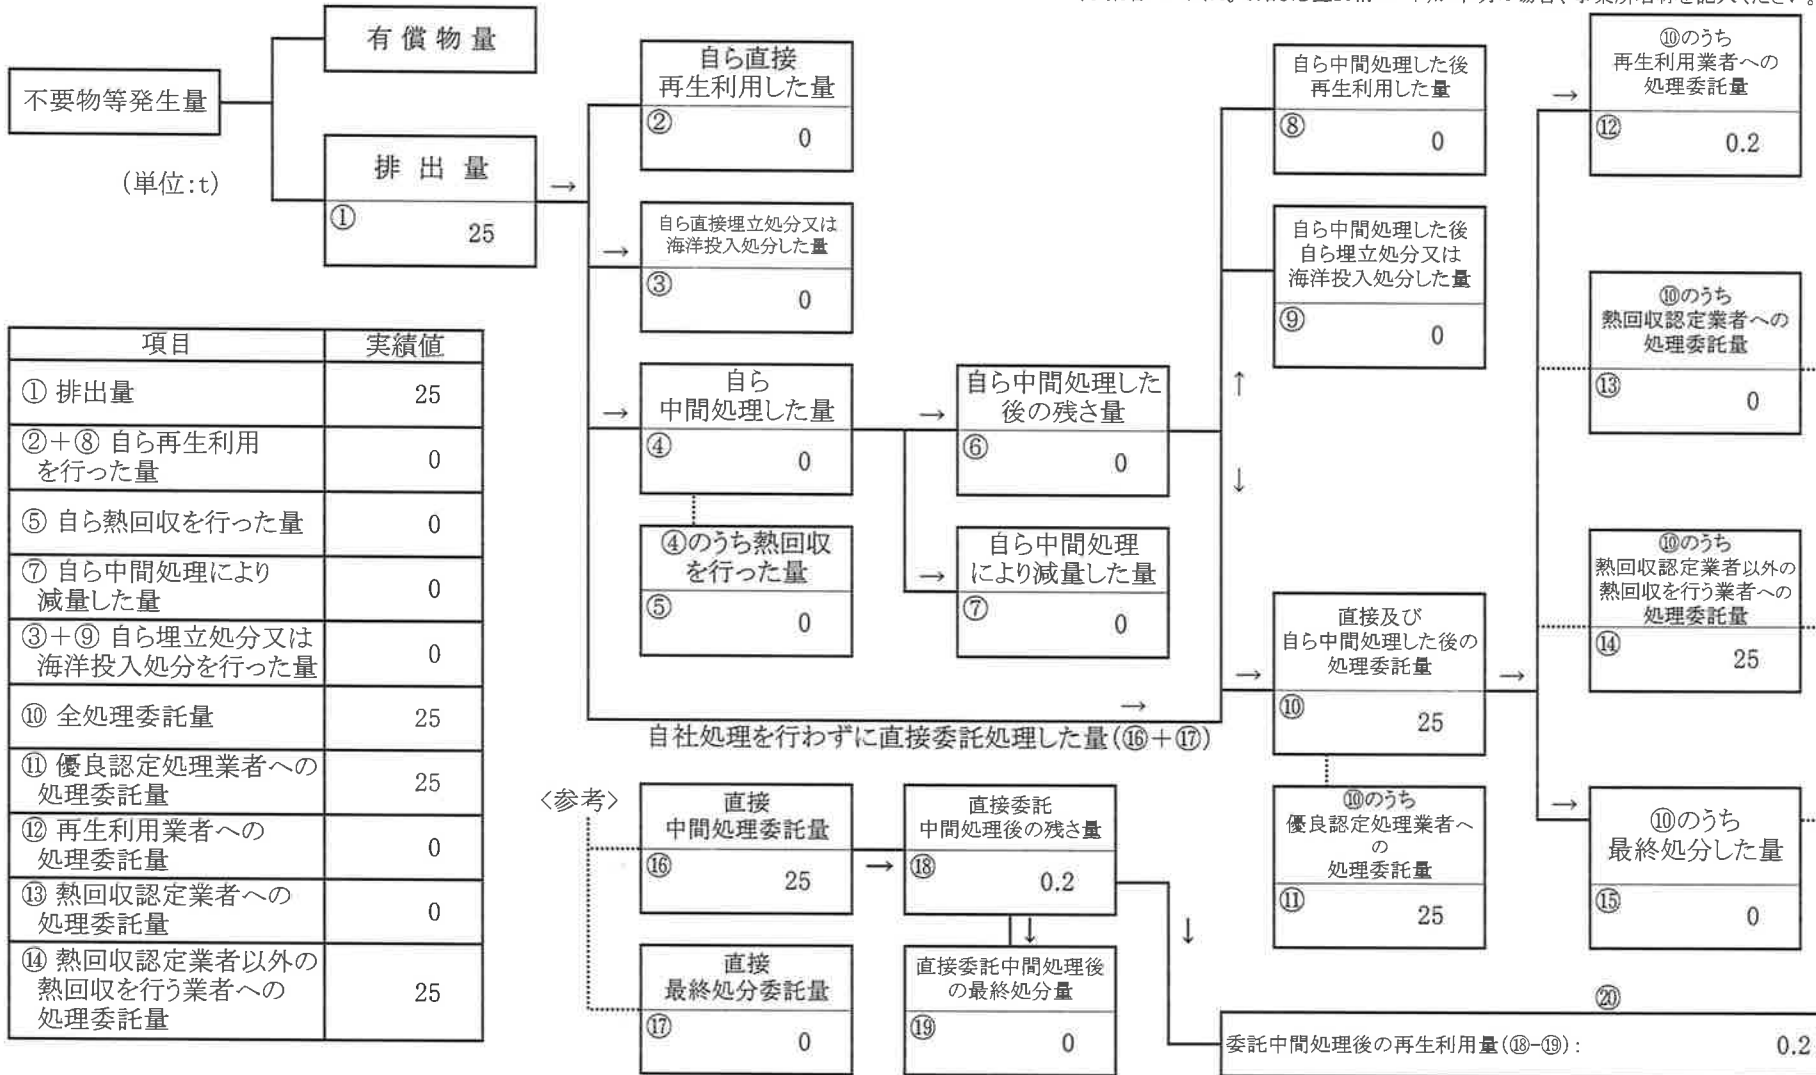 有償物量
不要物等発生量
(単位:t)
排出量
①
25
自ら直接
再生利用した量
②
0
自ら直接埋立処分又は
海洋投入処分した量
③
0
自ら
中間処理した量
④
0
④のうち熱回収
を行った量
⑤
0
自ら中間処理した
後の残さ量
⑥
0
自ら中間処理
により減量した量
⑦
0
自ら中間処理した後
再生利用した量
⑧
0
自ら中間処理した後
自ら埋立処分又は
海洋投入処分した量
⑨
0
直接及び
自ら中間処理した後の
処理委託量
⑩
25
⑩のうち
優良認定処理業者へ
の
処理委託量
⑪
25
⑩のうち
再生利用業者への
処理委託量
⑫
0.2
⑩のうち
熱回収認定業者への
処理委託量
⑬
0
⑩のうち
熱回収認定業者以外の
熱回収を行う業者への
処理委託量
⑭
25
⑩のうち
最終処分した量
⑮
0
自社処理を行わずに直接委託処理した量(⑯+⑰)
〈参考〉
直接
中間処理委託量
⑯
25
直接
最終処分委託量
⑰
0
直接委託
中間処理後の残さ量
⑱
0.2
直接委託中間処理後
の最終処分量
⑲
0
⑳
委託中間処理後の再生利用量(⑱-⑲): 0.2
項目 実績値
① 排出量 25
②+⑧ 自ら再生利用
を行った量 0
⑤ 自ら熱回収を行った量 0
⑦ 自ら中間処理により
減量した量 0
③+⑨ 自ら埋立処分又は
海洋投入処分を行った量 0
⑩ 全処理委託量 25
⑪ 優良認定処理業者への
処理委託量 25
⑫ 再生利用業者への
処理委託量 0
⑬ 熱回収認定業者への
処理委託量 0
⑭ 熱回収認定業者以外の
熱回収を行う業者への
処理委託量 25